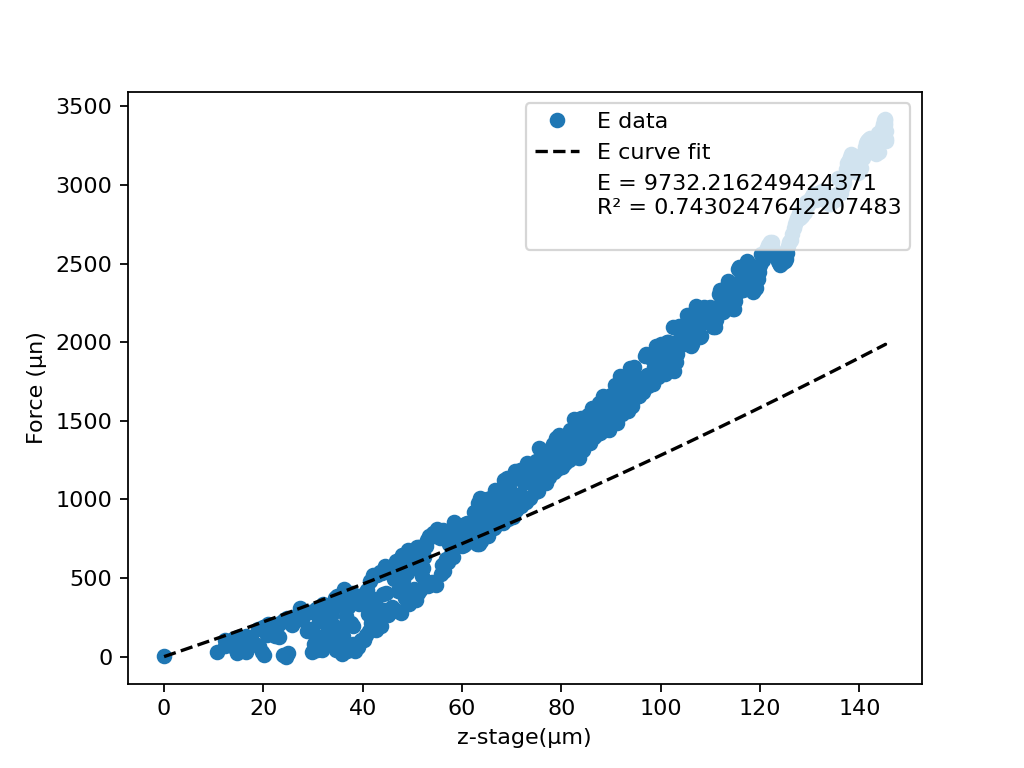 3500
3000
2500
2000
1500
1000
500
0
Force (μn)
0 20 40 60 80 100 120 140
z-stage(μm)
E data
E curve fit
E = 9732.216249424371
R² = 0.7430247642207483